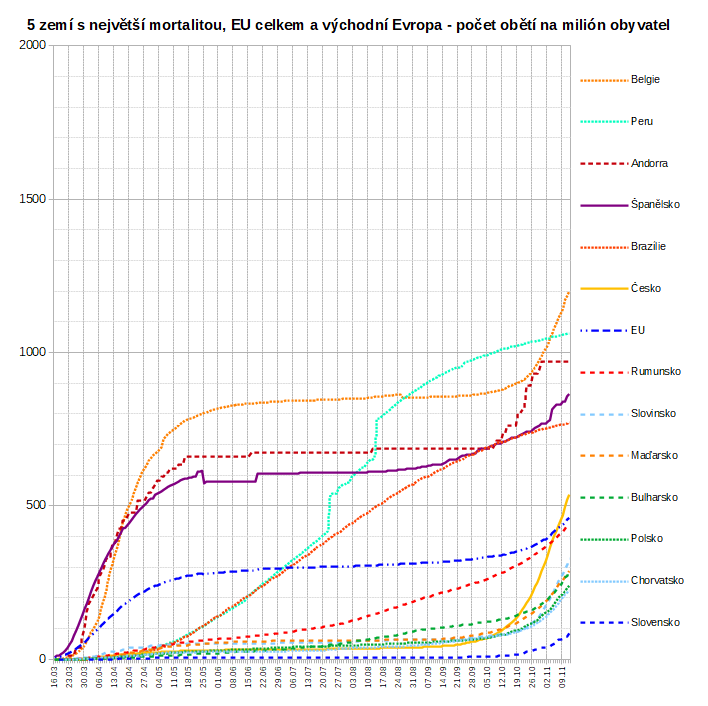 5 zemí s největší mortalitou, EU celkem a východní Evropa - počet obětí na milión obyvatel
2000
1500
1000
500
0
Belgie
Peru
Andorra
Španělsko
Brazilie
Česko
EU
Rumunsko
Slovinsko
Maďarsko
Bulharsko
Polsko
Chorvatsko
Slovensko
16.03
23.03
30.03
06.04
13.04
20.04
27.04
04.05
11.05
18.05
25.05
01.06
08.06
15.06
22.06
29.06
06.07
13.07
20.07
27.07
03.08
10.08
17.08
24.08
31.08
07.09
14.09
21.09
28.09
05.10
12.10
19.10
26.10
02.11
09.11